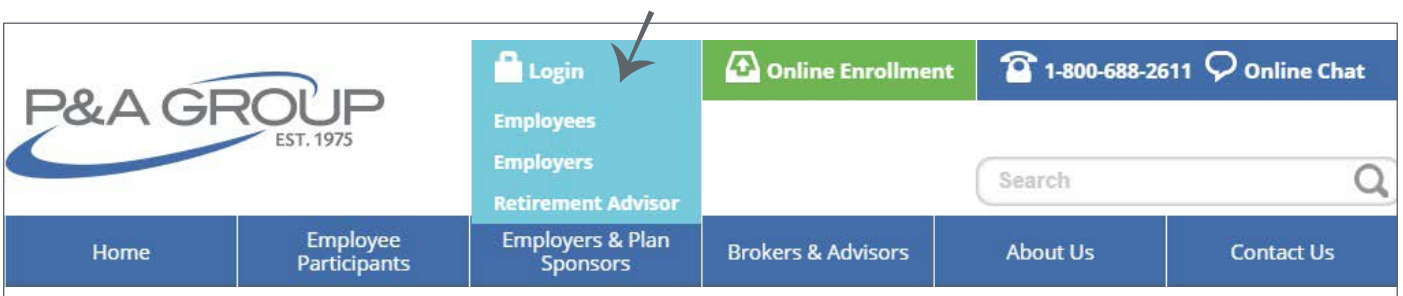 P&A GROUP
EST. 1975
Login
Employees
Employers
Retirement Advisor
Online Enrollment
1-800-688-2611 Online Chat
Search
Home
Employee
Participants
Employers & Plan
Sponsors
Brokers & Advisors
About Us
Contact Us